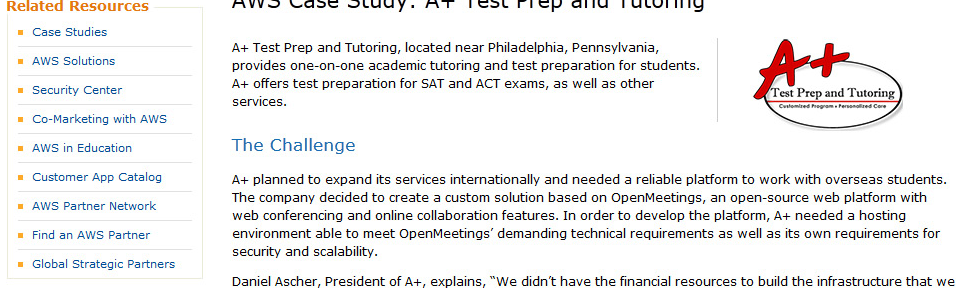 Related Resources
Case Studies
AWS Solutions
Security Center
Co-Marketing with AWS
AWS in Education
Customer App Catalog
AWS Partner Network
Find an AWS Partner
Global Strategic Partners
AWS Case Study: A+ Test Prep and Tutoring
A+ Test Prep and Tutoring, located near Philadelphia, Pennsylvania,
provides one-on-one academic tutoring and test preparation for students.
A+ offers test preparation for SAT and ACT exams, as well as other
services.
A+
Test Prep and Tutoring
Customized Program • Personalized Care
The Challenge
A+ planned to expand its services internationally and needed a reliable platform to work with overseas students.
The company decided to create a custom solution based on OpenMeetings, an open-source web platform with
web conferencing and online collaboration features. In order to develop the platform, A+ needed a hosting
environment able to meet OpenMeetings’ demanding technical requirements as well as its own requirements for
security and scalability.
Daniel Ascher, President of A+, explains, “We didn’t have the financial resources to build the infrastructure that we